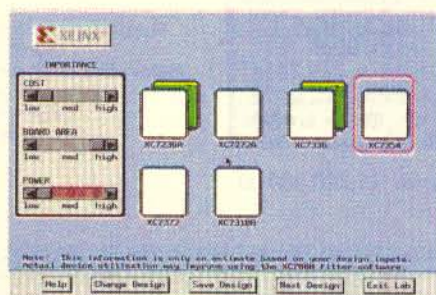 XILINX
IMPORTANCE
COST
low med high
BOARD AREA
low med high
POWER
low med high
XC7236A XC7272A XC7336 XC7354
XC7372 XC73108
Note: This information is only an estimate based on your design inputs.
Actual device utilization may improve using the XC7000 Fitter software.
Help Change Design Save Design Next Design Exit Lab